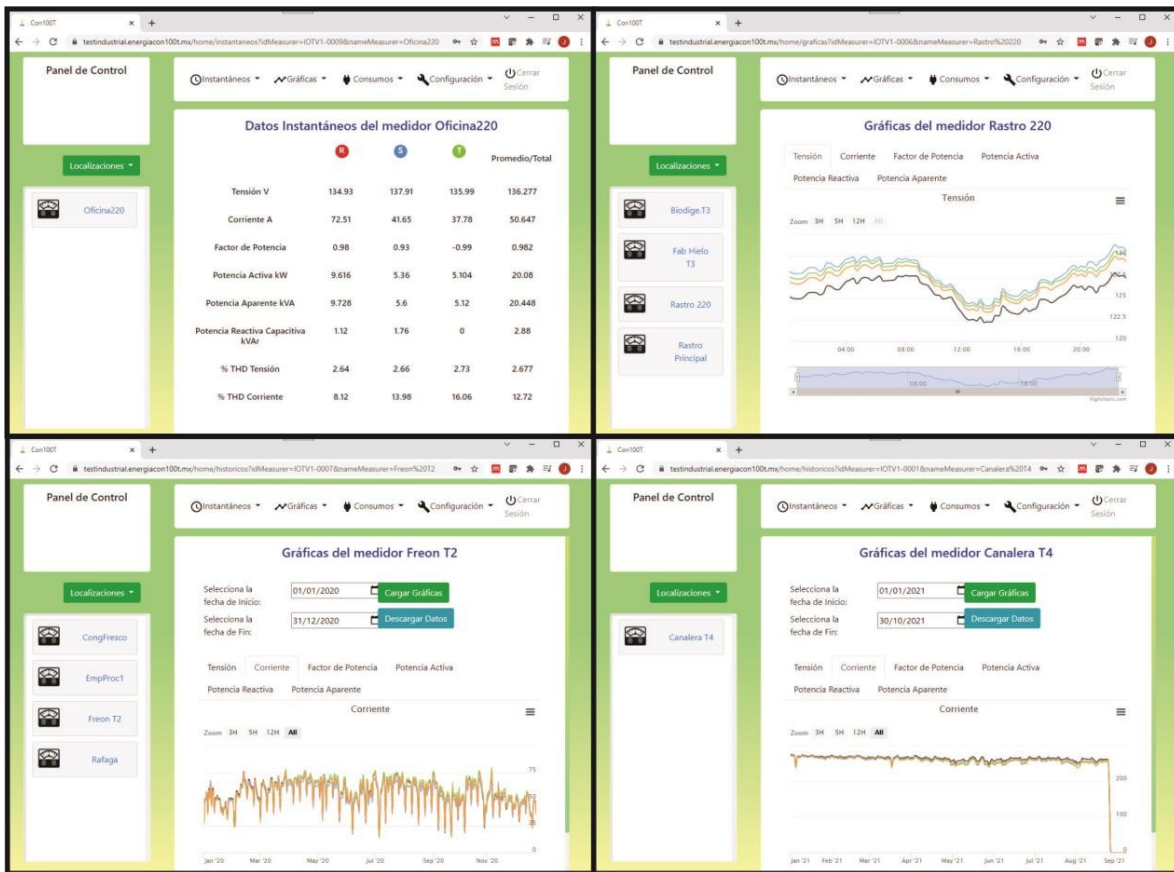 Con100T
testindustrial.energiacon100t.mx/home/instantaneos?idMeasurer=IOTV1-0009&nameMeasurer=Oficina220
Panel de Control
Instantáneos Gráficas Consumos Configuración Cerrar
Sesión
Localizaciones
Oficina220
Datos Instantáneos del medidor Oficina220
R S T Promedio/Total
Tensión V 134.93 137.91 135.99 136.277
Corriente A 72.51 41.65 37.78 50.647
Factor de Potencia 0.98 0.93 -0.99 0.982
Potencia Activa kW 9.616 5.36 5.104 20.08
Potencia Aparente kVA 9.728 5.6 5.12 20.448
Potencia Reactiva Capacitiva
kVAr 1.12 1.76 0 2.88
% THD Tensión 2.64 2.66 2.73 2.677
% THD Corriente 8.12 13.98 16.06 12.72
Con100T
testindustrial.energiacon100t.mx/home/graficas?idMeasurer=IOTV1-0006&nameMeasurer=Rastro%20220
Panel de Control
Instantáneos Gráficas Consumos Configuración Cerrar
Sesión
Localizaciones
Biodige.T3
Fab Hielo
T3
Rastro 220
Rastro
Principal
Gráficas del medidor Rastro 220
Tensión Corriente Factor de Potencia Potencia Activa
Potencia Reactiva Potencia Aparente
Tensión
Zoom 3H 5H 12H All
125
122.5
120
04:00 08:00 12:00 16:00 20:00
08:00 16:00
Highcharts.com
Con100T
testindustrial.energiacon100t.mx/home/historicos?idMeasurer=IOTV1-0007&nameMeasurer=Freon%20T2
Panel de Control
Instantáneos Gráficas Consumos Configuración Cerrar
Sesión
Localizaciones
CongFresco
EmpProc1
Freon T2
Rafaga
Gráficas del medidor Freon T2
Selecciona la
fecha de Inicio: 01/01/2020 Cargar Gráficas
Selecciona la
fecha de Fin: 31/12/2020 Descargar Datos
Tensión Corriente Factor de Potencia Potencia Activa
Potencia Reactiva Potencia Aparente
Corriente
Zoom 3H 5H 12H All
75
50
25
0
Jan '20 Mar '20 May '20 Jul '20 Sep '20 Nov '20
Con100T
testindustrial.energiacon100t.mx/home/historicos?idMeasurer=IOTV1-0001&nameMeasurer=Canalera%20T4
Panel de Control
Instantáneos Gráficas Consumos Configuración Cerrar
Sesión
Localizaciones
Canalera T4
Gráficas del medidor Canalera T4
Selecciona la
fecha de Inicio: 01/01/2021 Cargar Gráficas
Selecciona la
fecha de Fin: 30/10/2021 Descargar Datos
Tensión Corriente Factor de Potencia Potencia Activa
Potencia Reactiva Potencia Aparente
Corriente
Zoom 3H 5H 12H All
200
100
0
Jan '21 Feb '21 Mar '21 Apr '21 May '21 Jun '21 Jul '21 Aug '21 Sep '21